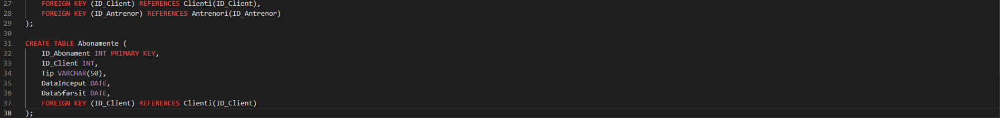 27 FOREIGN KEY (ID_Client) REFERENCES Clienti(ID_Client),
28 FOREIGN KEY (ID_Antrenor) REFERENCES Antrenori(ID_Antrenor)
29 );
30
31 CREATE TABLE Abonamente (
32 ID_Abonament INT PRIMARY KEY,
33 ID_Client INT,
34 Tip VARCHAR(50),
35 DataInceput DATE,
36 DataSfarsit DATE,
37 FOREIGN KEY (ID_Client) REFERENCES Clienti(ID_Client)
38 );